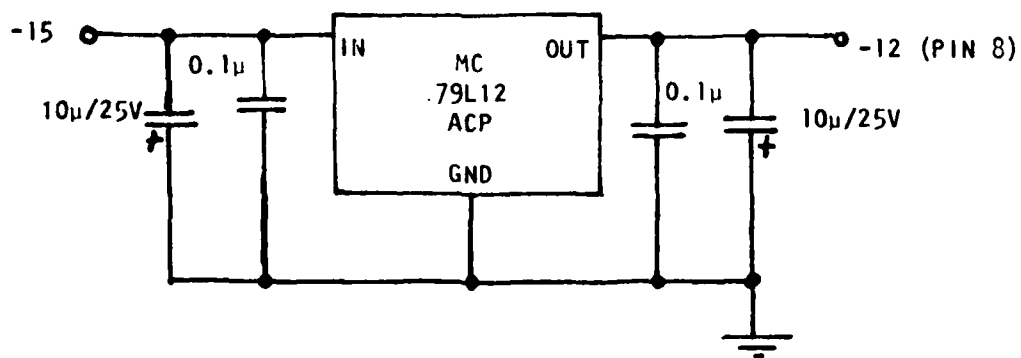 -15
IN
OUT
-12 (PIN 8)
MC
79L12
ACP
GND
0.1µ
10µ/25V
+
0.1µ
10µ/25V
+